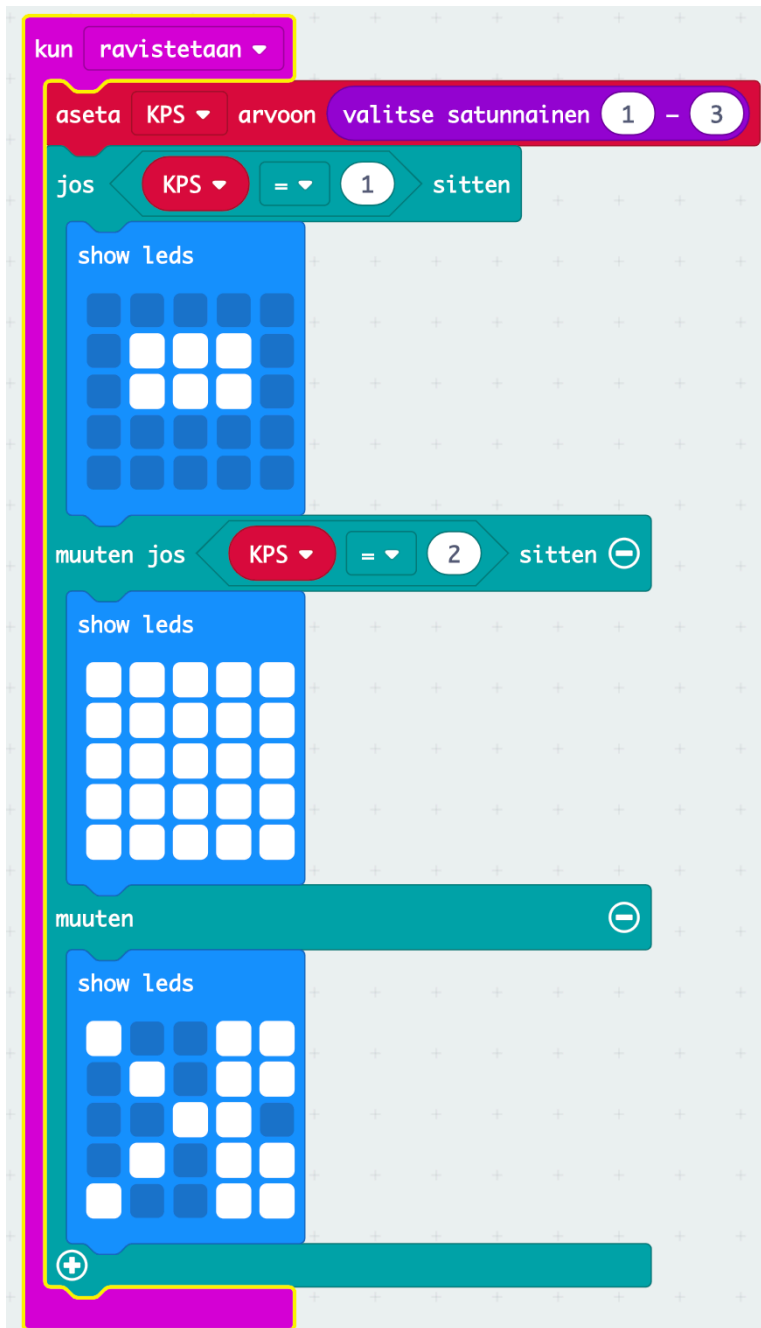 kun ravistetaan
aseta KPS arvoon valitse satunnainen 1 - 3
jos KPS = 1 sitten
show leds
muuten jos KPS = 2 sitten
show leds
muuten
show leds